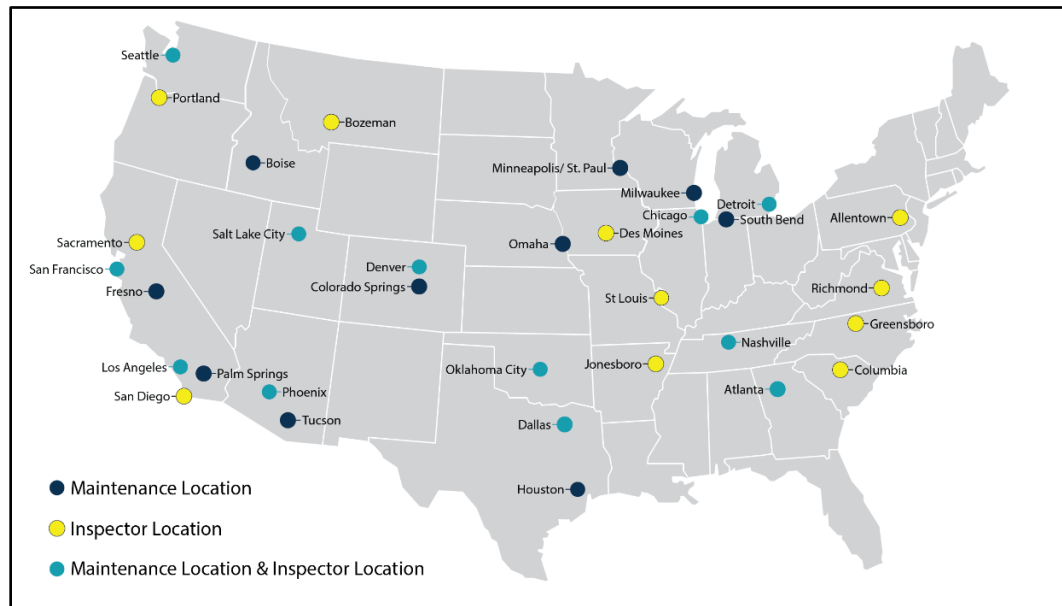 Seattle
Portland
Bozeman
Boise
Minneapolis/ St. Paul
Milwaukee
Detroit
Chicago
South Bend
Allentown
Sacramento
Salt Lake City
Des Moines
Omaha
San Francisco
Denver
Fresno
Colorado Springs
St Louis
Richmond
Greensboro
Nashville
Los Angeles
Palm Springs
Oklahoma City
Jonesboro
Columbia
San Diego
Phoenix
Atlanta
Tucson
Dallas
Houston
Maintenance Location
Inspector Location
Maintenance Location & Inspector Location